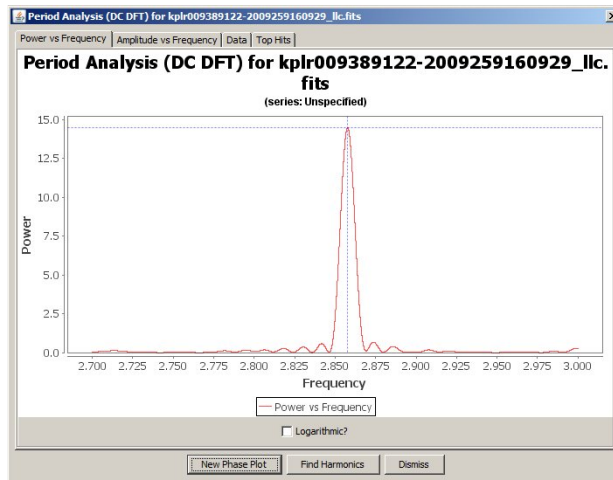 Period Analysis (DC DFT) for kplr009389122-2009259160929_llc.fits
Power vs Frequency
Amplitude vs Frequency
Data
Top Hits
Period Analysis (DC DFT) for kplr009389122-2009259160929_llc.
fits
(series: Unspecified)
15.0
12.5
10.0
7.5
5.0
2.5
0.0
Power
2.700 2.725 2.750 2.775 2.800 2.825 2.850 2.875 2.900 2.925 2.950 2.975 3.000
Frequency
Power vs Frequency
Logarithmic?
New Phase Plot
Find Harmonics
Dismiss